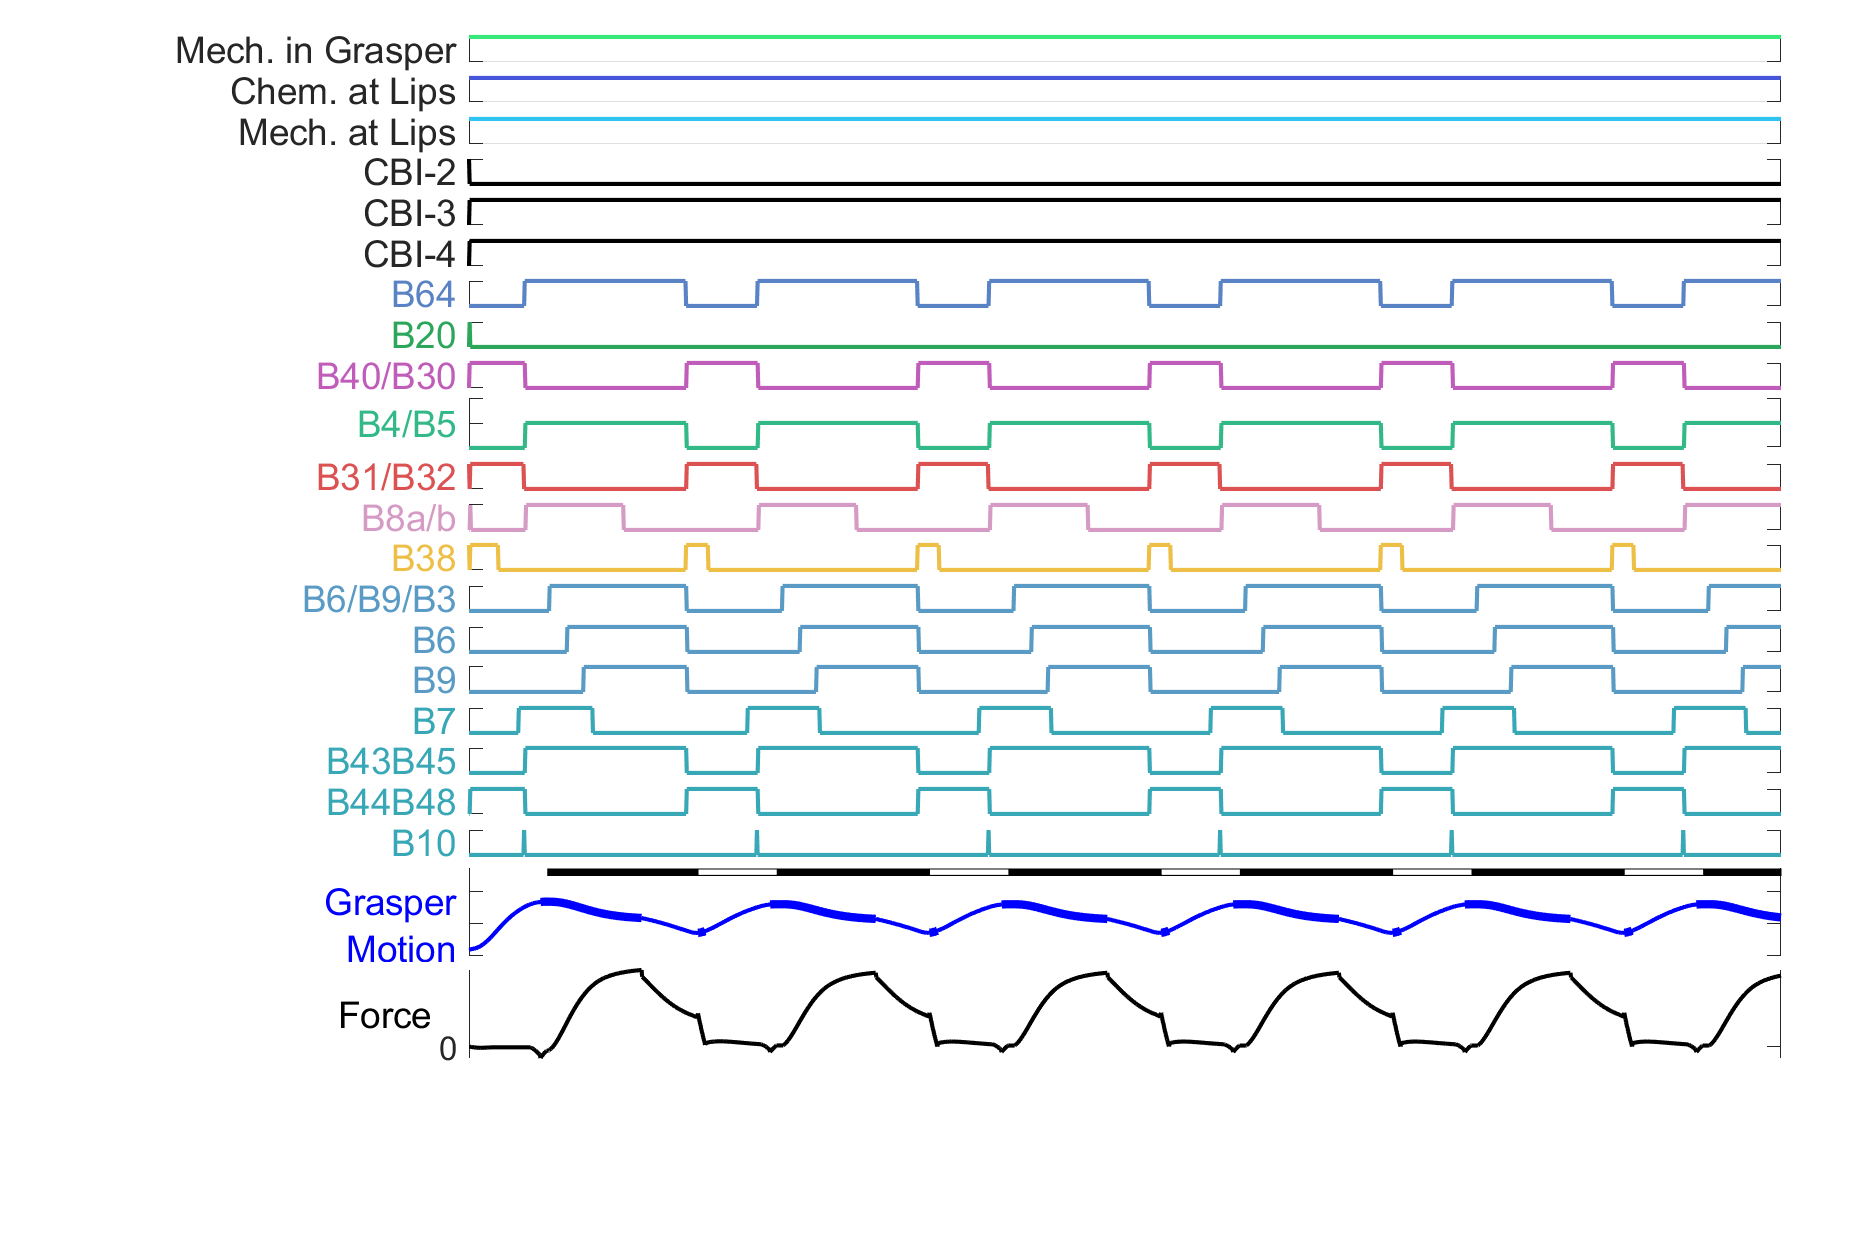 Mech. in Grasper
Chem. at Lips
Mech. at Lips
CBI-2
CBI-3
CBI-4
B64
B20
B40/B30
B4/B5
B31/B32
B8a/b
B38
B6/B9/B3
B6
B9
B7
B43B45
B44B48
B10
Grasper
Motion
Force
0